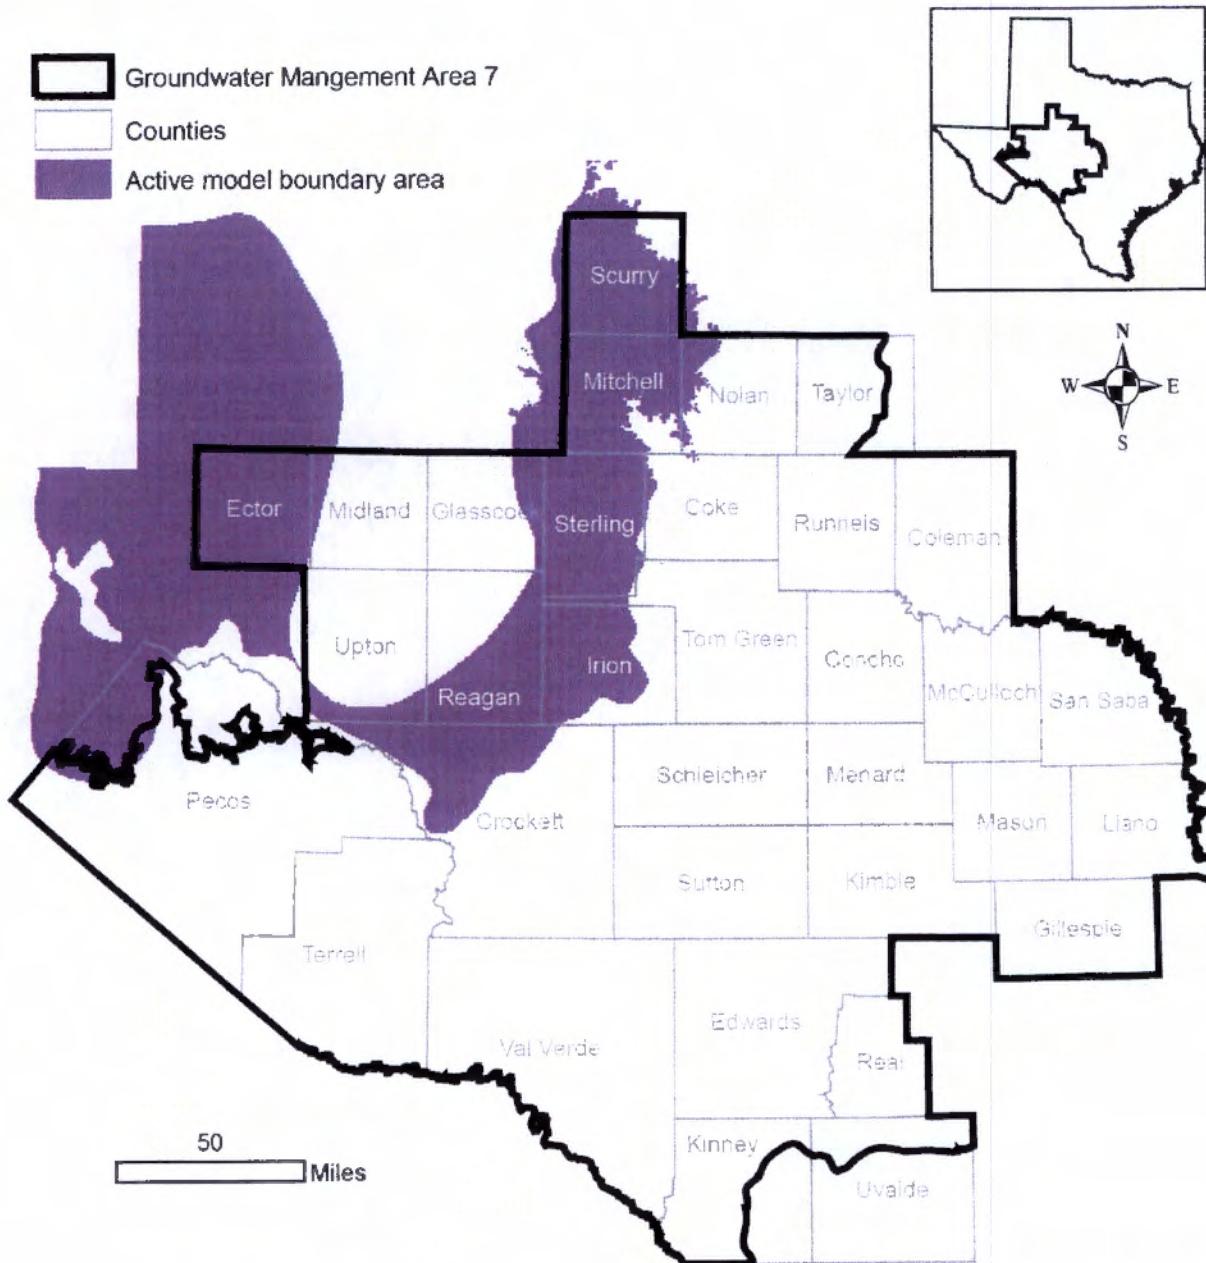 Groundwater Mangement Area 7
Counties
Active model boundary area
N
W E
S
Scurry
Mitchell
Nolan
Taylor
Ector
Midland
Glasscock
Sterling
Coke
Runnels
Coleman
Upton
Reagan
Irion
Tom Green
Concho
McCulloch
San Saba
Pecos
Crockett
Schleicher
Menard
Mason
Llano
Sutton
Kimble
Gillespie
Terrell
Val Verde
Edwards
Real
Kinney
Uvalde
50
Miles